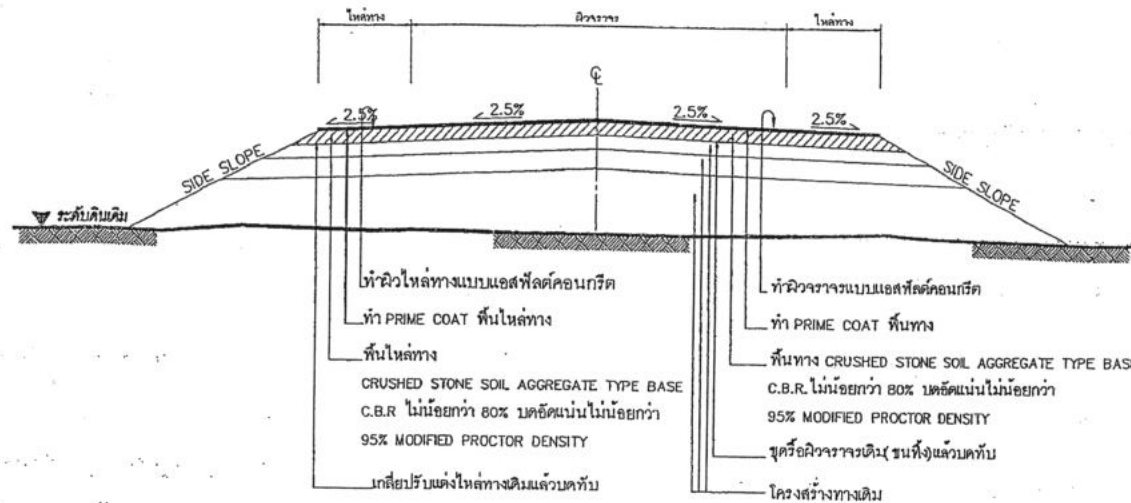 ไหล่ทาง ผิวจราจร ไหล่ทาง
℄
2.5% 2.5% 2.5% 2.5%
SIDE SLOPE SIDE SLOPE
ระดับดินเดิม
ทำผิวไหล่ทางแบบแอสฟัลต์คอนกรีต
ทำ PRIME COAT พื้นไหล่ทาง
พื้นไหล่ทาง
CRUSHED STONE SOIL AGGREGATE TYPE BASE
C.B.R ไม่น้อยกว่า 80% บดอัดแน่นไม่น้อยกว่า
95% MODIFIED PROCTOR DENSITY
เกลี่ยปรับแต่งไหล่ทางเดิมแล้วบดทับ
ทำผิวจราจรแบบแอสฟัลต์คอนกรีต
ทำ PRIME COAT พื้นทาง
พื้นทาง CRUSHED STONE SOIL AGGREGATE TYPE BASE
C.B.R. ไม่น้อยกว่า 80% บดอัดแน่นไม่น้อยกว่า
95% MODIFIED PROCTOR DENSITY
ขุดรื้อผิวจราจรเดิม(ขนทิ้ง)แล้วบดทับ
โครงสร้างทางเดิม